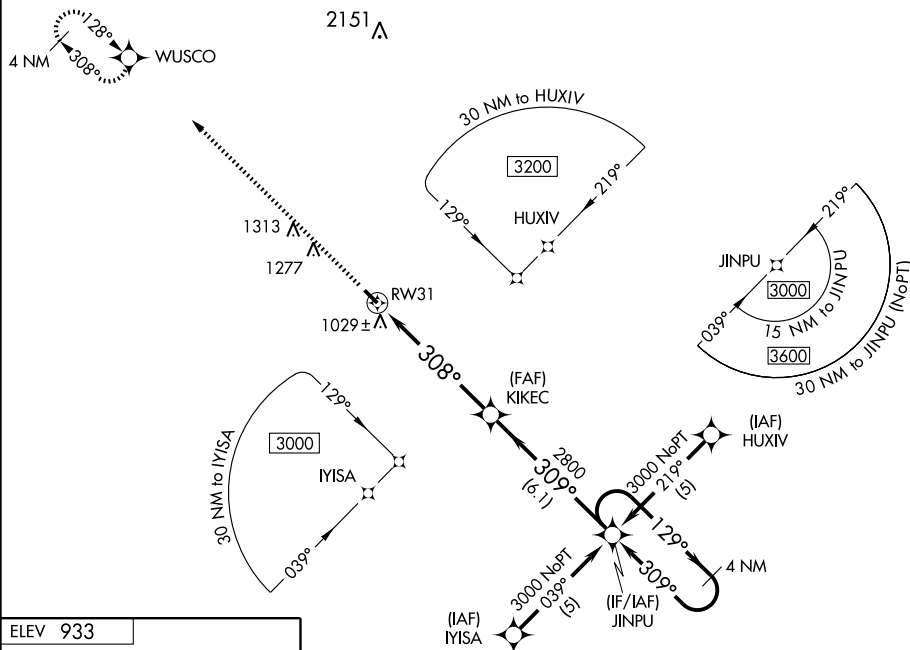 2151
128°
308°
4 NM
WUSCO
30 NM to HUXIV
3200
129°
219°
HUXIV
219°
JINPU
3000
039°
15 NM to JINPU
3600
30 NM to JINPU (NoPT)
1313
1277
RW31
1029±
308°
(FAF)
KIKEC
129°
3000
IYISA
30 NM to IYISA
039°
2800
309°
(6.1)
(IAF)
HUXIV
3000 NoPT
219°
(5)
129°
309°
4 NM
3000 NoPT
039°
(5)
(IF/IAF)
JINPU
(IAF)
IYISA
ELEV 933